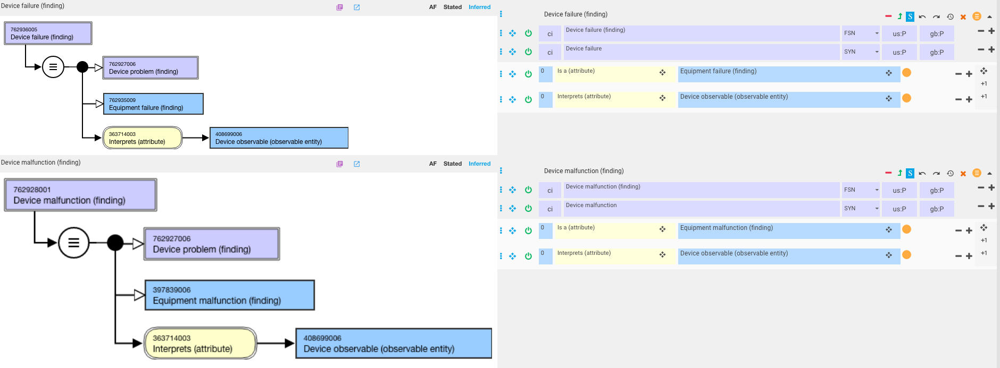 Device failure (finding)
AF Stated Inferred
762936005
Device failure (finding)
762927006
Device problem (finding)
762935009
Equipment failure (finding)
363714003
Interprets (attribute)
408699006
Device observable (observable entity)
Device failure (finding)
S
ci Device failure (finding) FSN us:P gb:P
ci Device failure SYN us:P gb:P
0 Is a (attribute) Equipment failure (finding)
+1
0 Interprets (attribute) Device observable (observable entity) +1
Device malfunction (finding)
AF Stated Inferred
762928001
Device malfunction (finding)
762927006
Device problem (finding)
397839006
Equipment malfunction (finding)
363714003
Interprets (attribute)
408699006
Device observable (observable entity)
Device malfunction (finding)
S
ci Device malfunction (finding) FSN us:P gb:P
ci Device malfunction SYN us:P gb:P
0 Is a (attribute) Equipment malfunction (finding)
+1
0 Interprets (attribute) Device observable (observable entity) +1